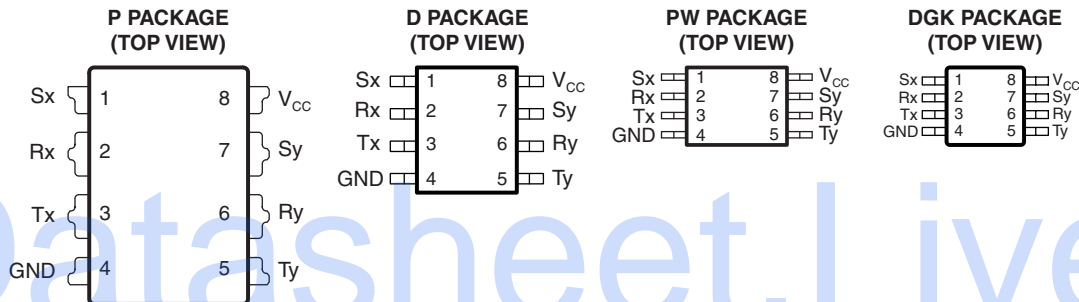 P PACKAGE
(TOP VIEW)
Sx 1 8 VCC
Rx 2 7 Sy
Tx 3 6 Ry
GND 4 5 Ty
D PACKAGE
(TOP VIEW)
Sx 1 8 VCC
Rx 2 7 Sy
Tx 3 6 Ry
GND 4 5 Ty
PW PACKAGE
(TOP VIEW)
Sx 1 8 VCC
Rx 2 7 Sy
Tx 3 6 Ry
GND 4 5 Ty
DGK PACKAGE
(TOP VIEW)
Sx 1 8 VCC
Rx 2 7 Sy
Tx 3 6 Ry
GND 4 5 Ty
Datasheet.Live